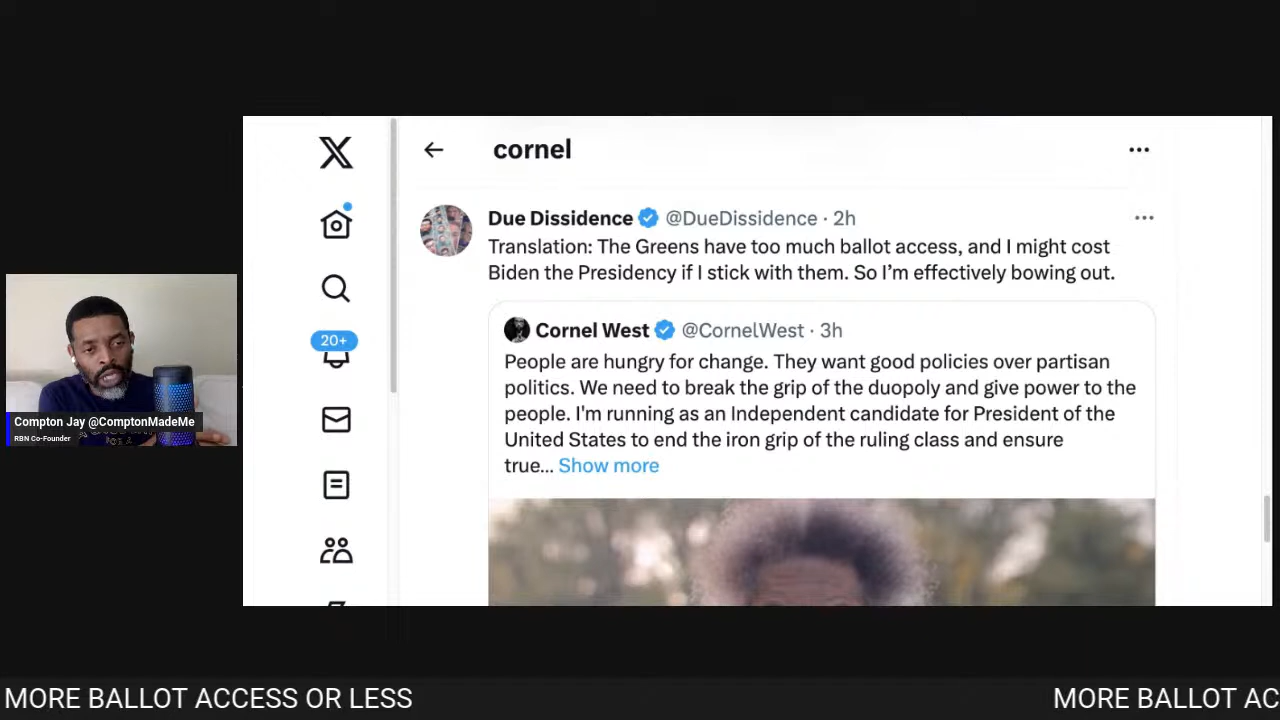 cornel
Due Dissidence @DueDissidence · 2h
Translation: The Greens have too much ballot access, and I might cost
Biden the Presidency if I stick with them. So I’m effectively bowing out.
20+
Cornel West @CornelWest · 3h
People are hungry for change. They want good policies over partisan
politics. We need to break the grip of the duopoly and give power to the
people. I'm running as an Independent candidate for President of the
United States to end the iron grip of the ruling class and ensure
true... Show more
Compton Jay @ComptonMadeMe
RBN Co-Founder
MORE BALLOT ACCESS OR LESS
MORE BALLOT AC